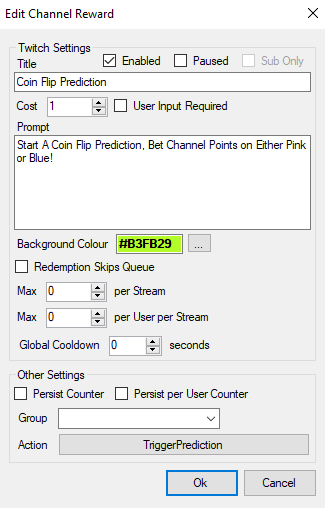 Edit Channel Reward
Twitch Settings
Title
Enabled
Paused
Sub Only
Coin Flip Prediction
Cost
1
User Input Required
Prompt
Start A Coin Flip Prediction, Bet Channel Points on Either Pink
or Blue!
Background Colour
#B3FB29
...
Redemption Skips Queue
Max
0
per Stream
Max
0
per User per Stream
Global Cooldown
0
seconds
Other Settings
Persist Counter
Persist per User Counter
Group
Action
TriggerPrediction
Ok
Cancel